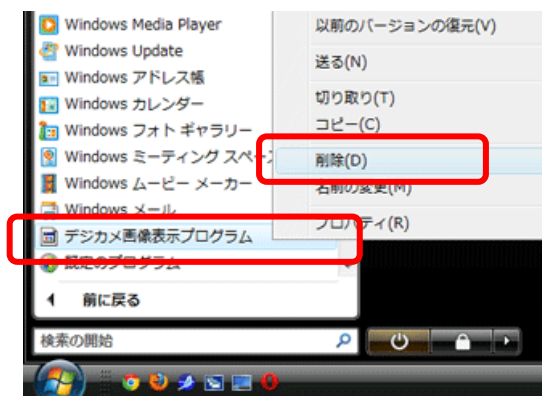 Windows Media Player
Windows Update
Windows アドレス帳
Windows カレンダー
Windows フォト ギャラリー
Windows ミーティング スペース
Windows ムービー メーカー
Windows メール
デジカメ画像表示プログラム
既定のプログラム
前に戻る
検索の開始
以前のバージョンの復元(V)
送る(N)
切り取り(T)
コピー(C)
削除(D)
名前の変更(M)
プロパティ(R)